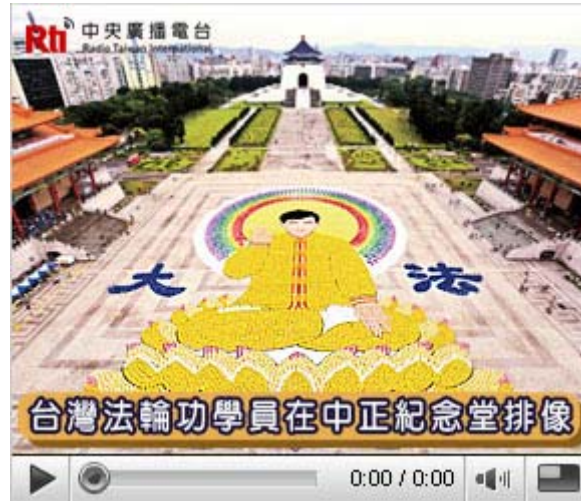 Rti 中央廣播電台
Radio Taiwan International
大 法
台灣法輪功學員在中正紀念堂排像
0:00 / 0:00